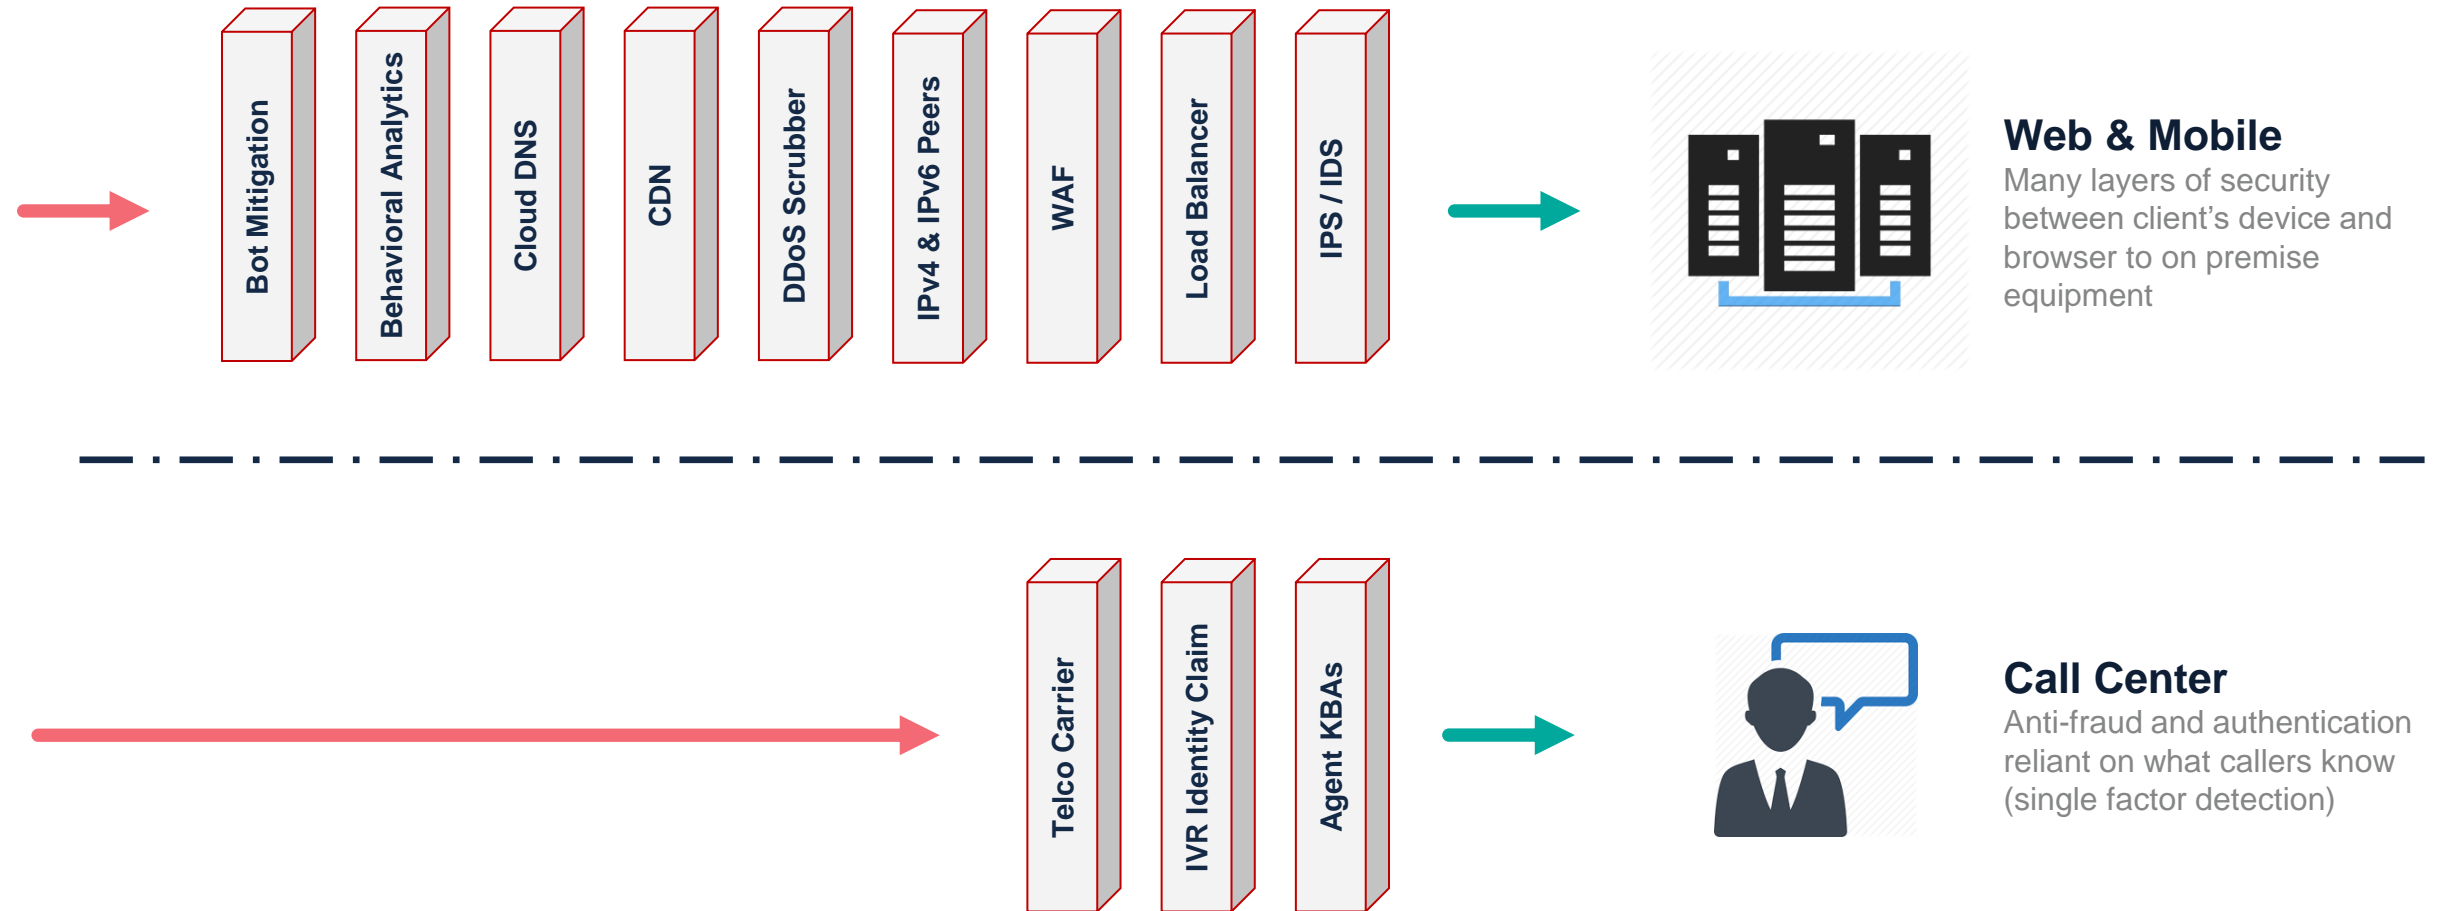 Bot Mitigation
Behavioral Analytics
Cloud DNS
CDN
DDoS Scrubber
IPv4 & IPv6 Peers
WAF
Load Balancer
IPS / IDS
Web & Mobile
Many layers of security
between client’s device and
browser to on premise
equipment
Telco Carrier
IVR Identity Claim
Agent KBAs
Call Center
Anti-fraud and authentication
reliant on what callers know
(single factor detection)